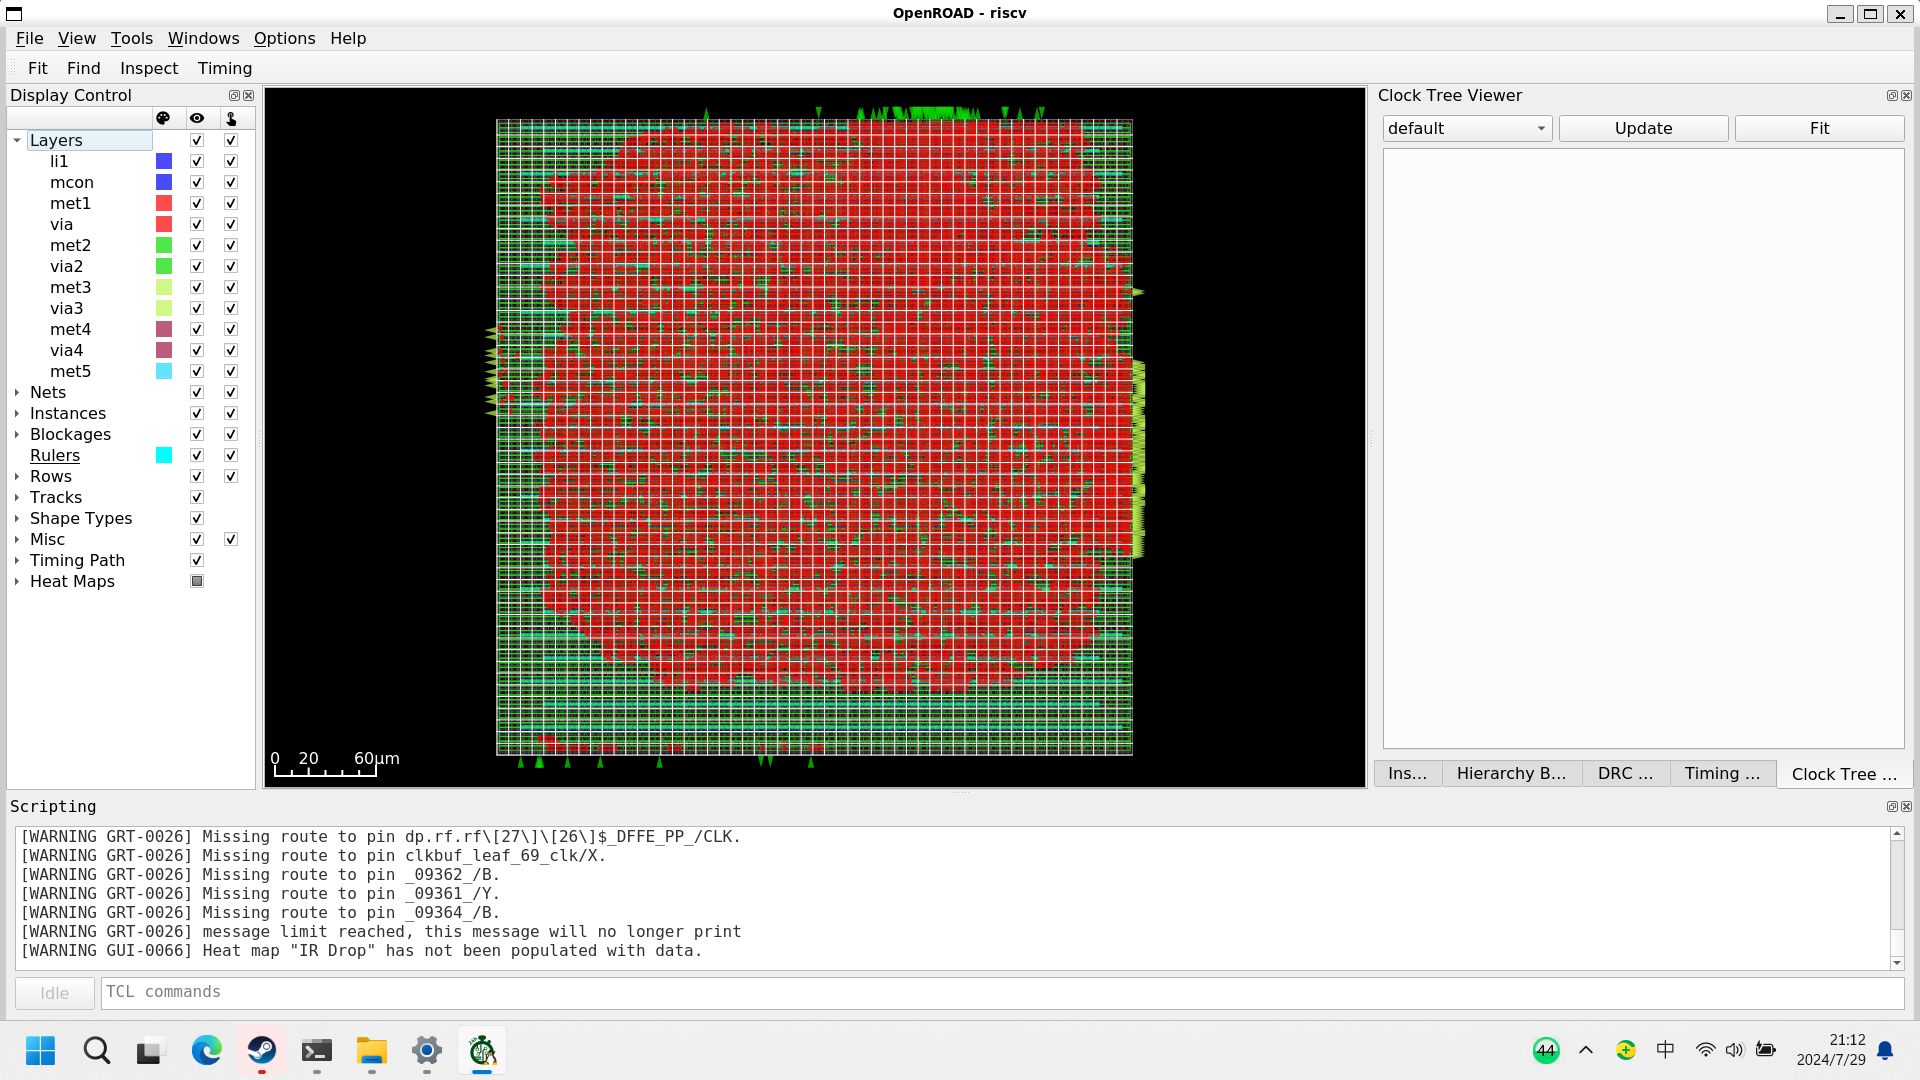 OpenROAD - riscv
File View Tools Windows Options Help
Fit Find Inspect Timing
Display Control
Layers
li1
mcon
met1
via
met2
via2
met3
via3
met4
via4
met5
Nets
Instances
Blockages
Rulers
Rows
Tracks
Shape Types
Misc
Timing Path
Heat Maps
0 20 60μm
Clock Tree Viewer
default Update Fit
Ins... Hierarchy B... DRC ... Timing ... Clock Tree ...
Scripting
[WARNING GRT-0026] Missing route to pin dp.rf.rf\[27\]\[26\]$_DFFE_PP_/CLK.
[WARNING GRT-0026] Missing route to pin clkbuf_leaf_69_clk/X.
[WARNING GRT-0026] Missing route to pin _09362_/B.
[WARNING GRT-0026] Missing route to pin _09361_/Y.
[WARNING GRT-0026] Missing route to pin _09364_/B.
[WARNING GRT-0026] message limit reached, this message will no longer print
[WARNING GUI-0066] Heat map "IR Drop" has not been populated with data.
Idle TCL commands
44 中 21:12
2024/7/29